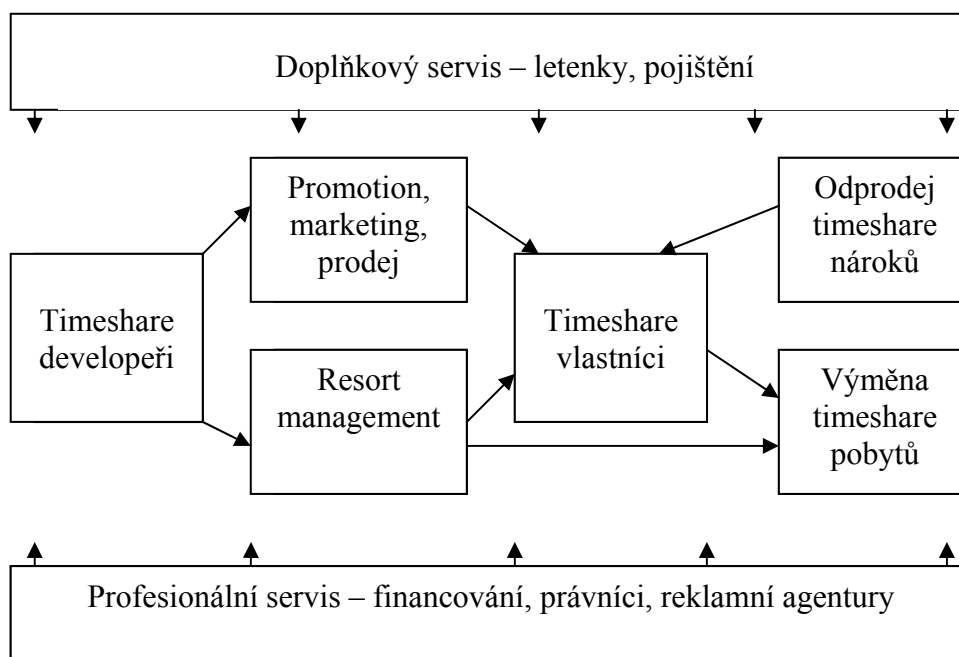 Doplňkový servis – letenky, pojištění
Promotion,
marketing,
prodej
Odprodej
timeshare
nároků
Timeshare
developeři
Timeshare
vlastníci
Resort
management
Výměna
timeshare
pobytů
Profesionální servis – financování, právníci, reklamní agentury